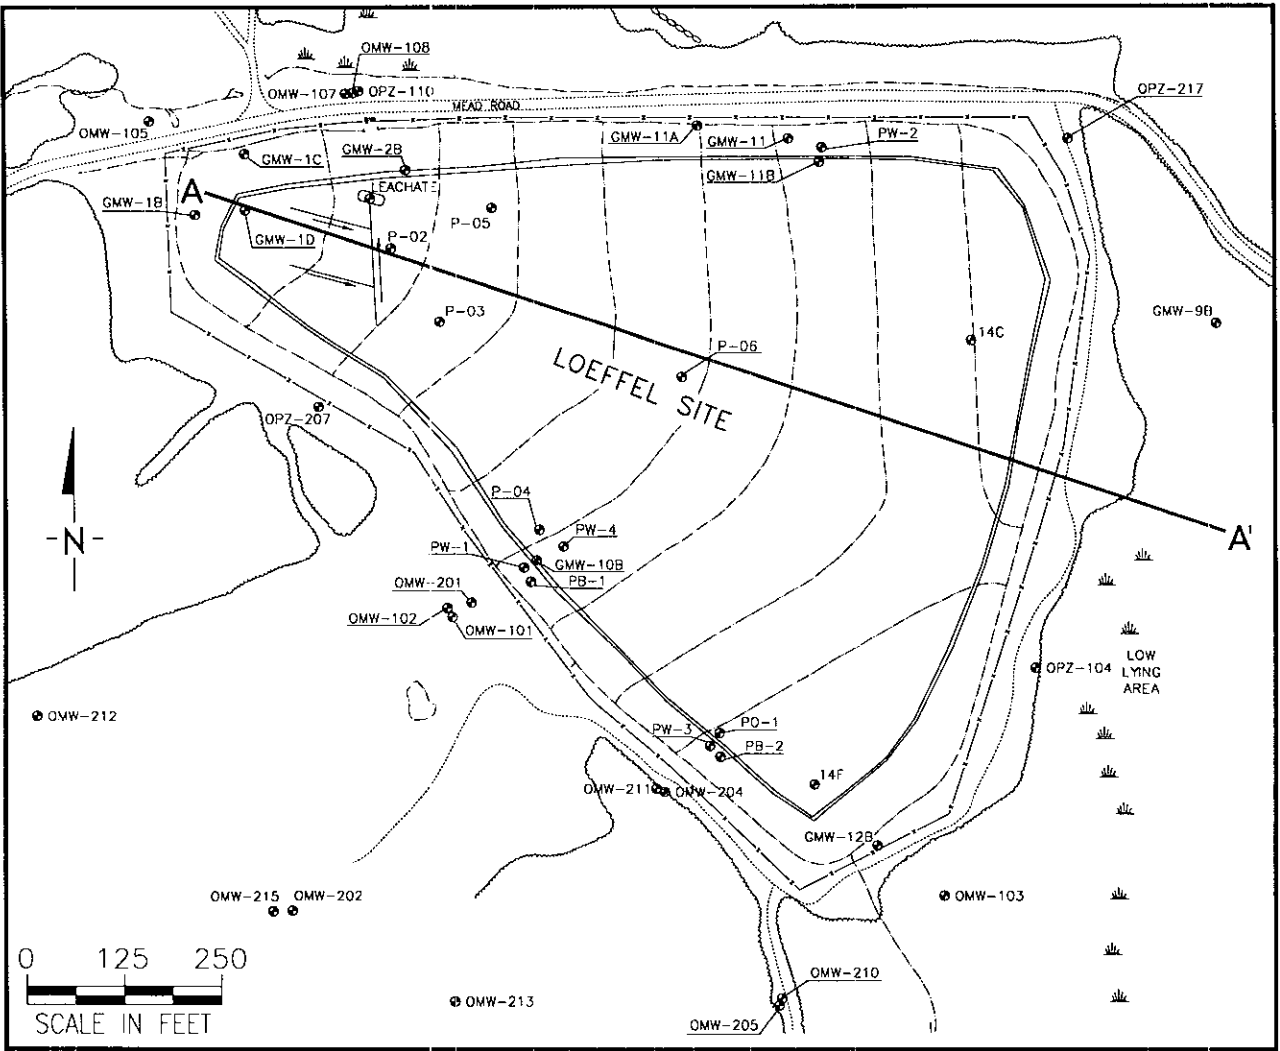 OMW-108
OMW-107
OPZ-110
OPZ-217
MEAD ROAD
OMW-105
GMW-11A
GMW-11
PW-2
GMW-1C
GMW-2B
GMW-11B
A
LEACHATE
GMW-1B
P-05
GMW-1D
P-02
P-03
GMW-9B
14C
P-06
LOEFFEL SITE
OPZ-207
P-04
-N-
PW-4
A'
PW-1
GMW-10B
PB-1
OMW-201
OMW-102
OMW-101
LOW
LYING
AREA
OPZ-104
OMW-212
PO-1
PW-3
PB-2
14F
OMW-211
OMW-204
GMW-12B
OMW-215
OMW-202
OMW-103
0 125 250
SCALE IN FEET
OMW-213
OMW-210
OMW-205